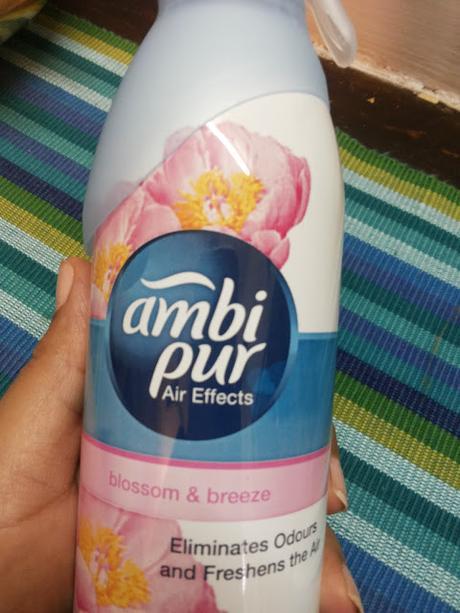 ambi
pur
Air Effects
blossom & breeze
Eliminates Odours
and Freshens the Air